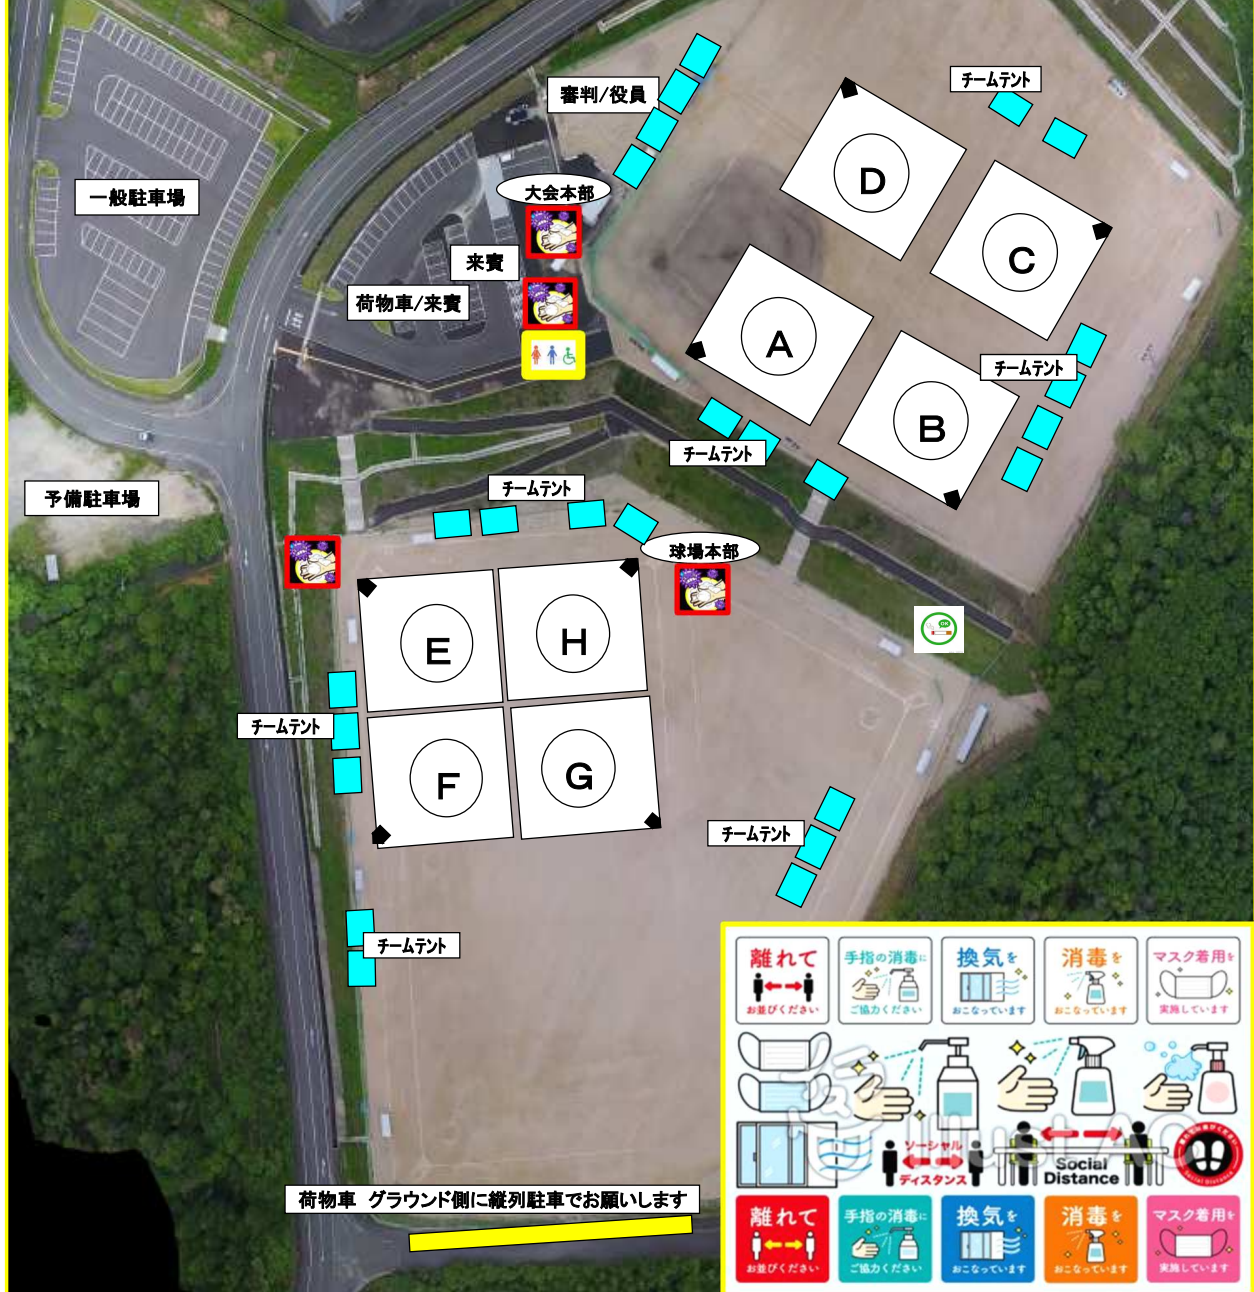 チームテント
審判/役員
D
一般駐車場
大会本部
C
来賓
荷物車/来賓
A
チームテント
B
チームテント
チームテント
予備駐車場
球場本部
OK
E
H
チームテント
F
G
チームテント
チームテント
荷物車 グラウンド側に縦列駐車でお願いします
離れて
お並びください
手指の消毒に
ご協力ください
換気を
おこなっています
消毒を
おこなっています
マスク着用を
実施しています
ソーシャル
ディスタンス
Social
Distance
離れて
お並びください
手指の消毒に
ご協力ください
換気を
おこなっています
消毒を
おこなっています
マスク着用を
実施しています